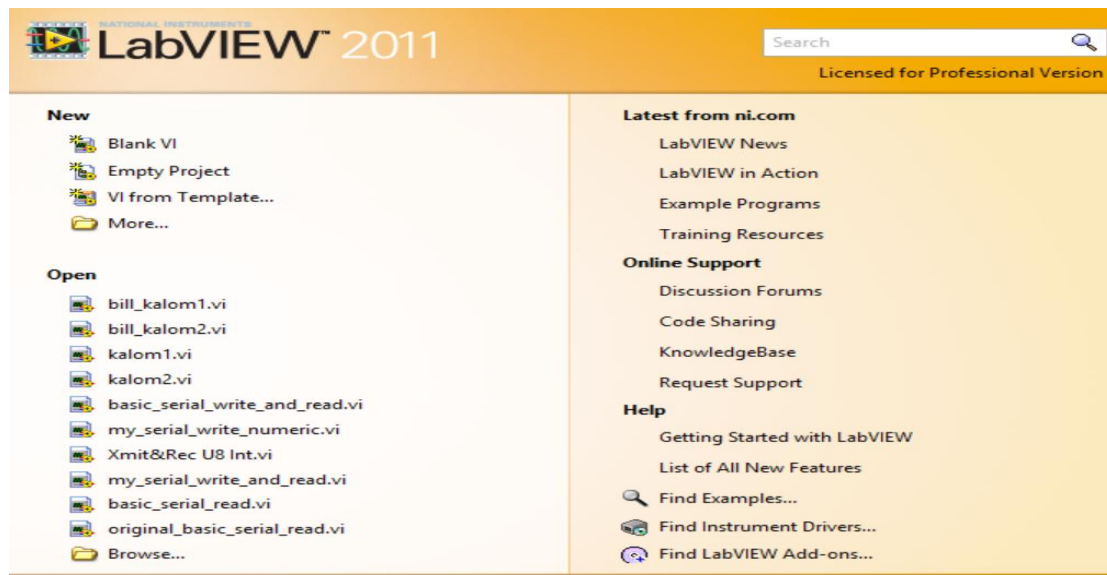 NATIONAL INSTRUMENTS
LabVIEW™ 2011
Search
Licensed for Professional Version
New
Blank VI
Empty Project
VI from Template...
More...
Open
bill_kalom1.vi
bill_kalom2.vi
kalom1.vi
kalom2.vi
basic_serial_write_and_read.vi
my_serial_write_numeric.vi
Xmit&Rec U8 Int.vi
my_serial_write_and_read.vi
basic_serial_read.vi
original_basic_serial_read.vi
Browse...
Latest from ni.com
LabVIEW News
LabVIEW in Action
Example Programs
Training Resources
Online Support
Discussion Forums
Code Sharing
KnowledgeBase
Request Support
Help
Getting Started with LabVIEW
List of All New Features
Find Examples...
Find Instrument Drivers...
Find LabVIEW Add-ons...